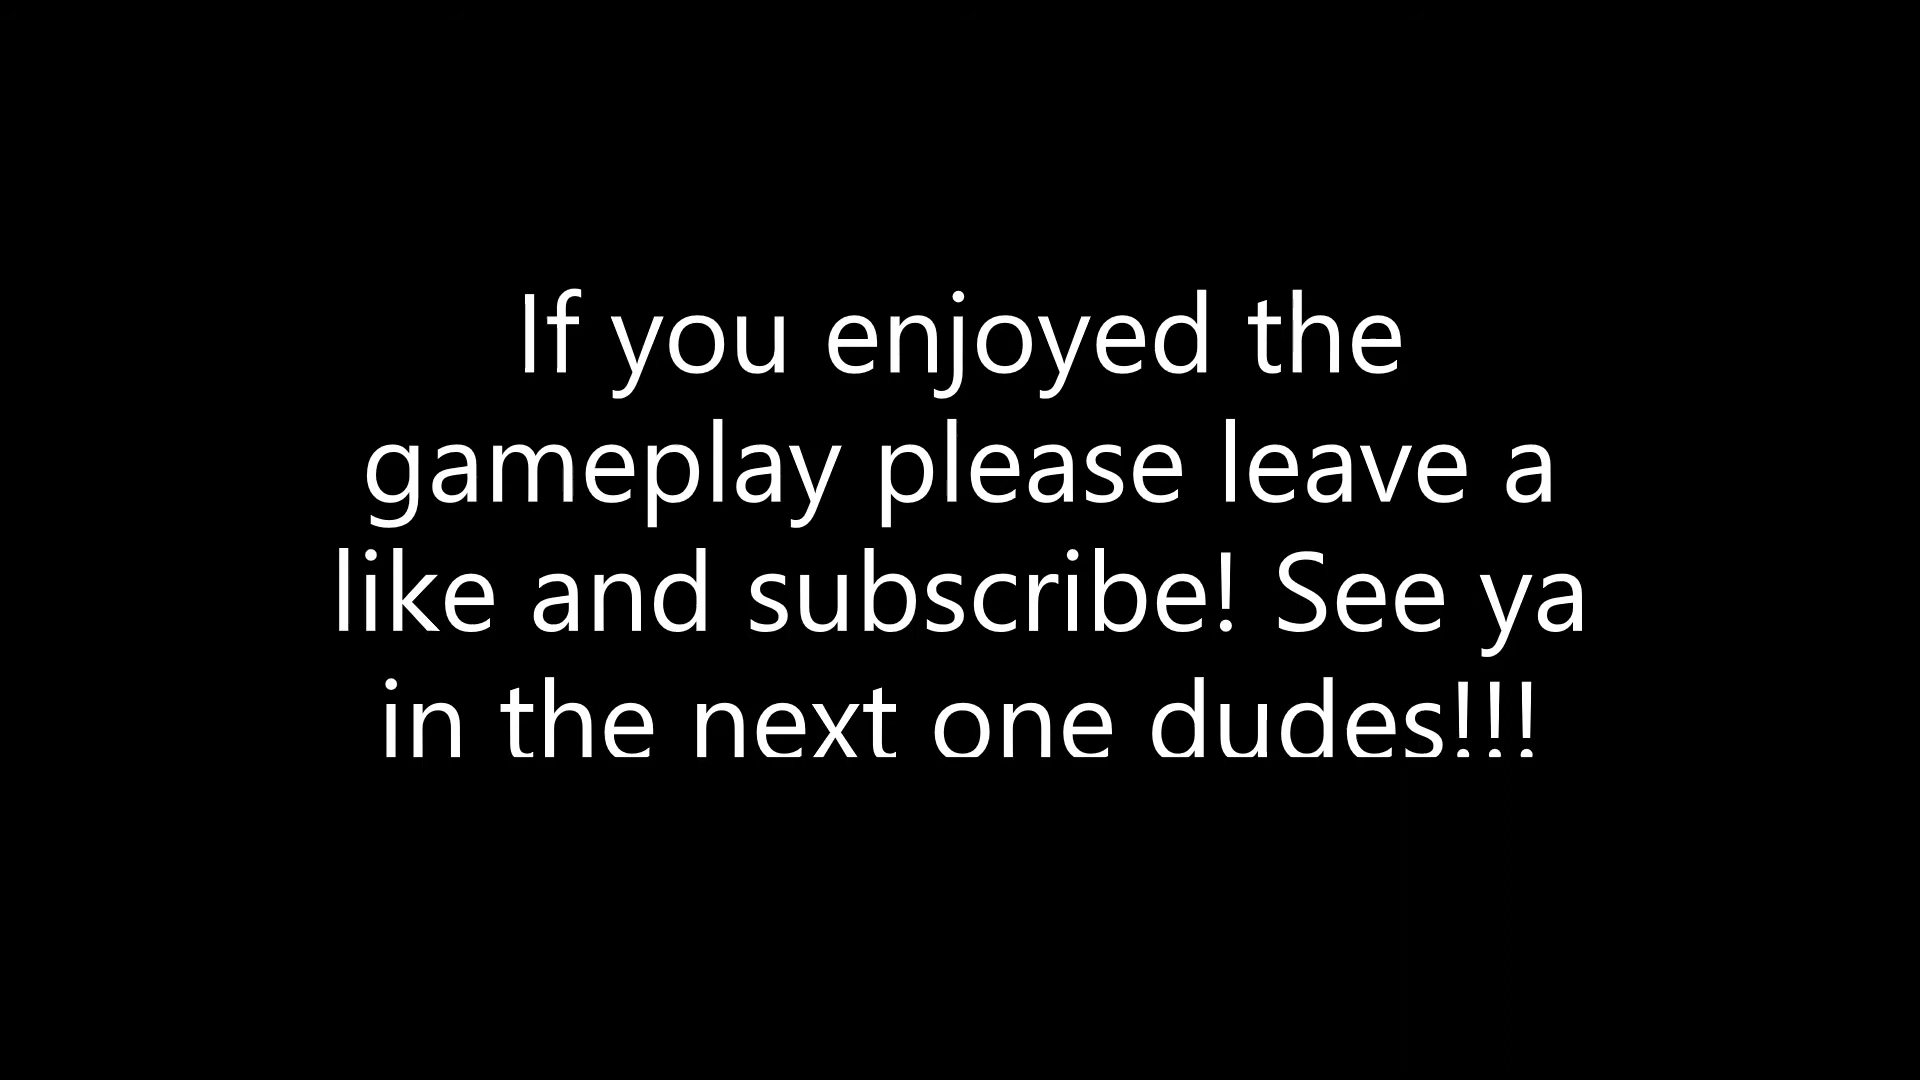 If you enjoyed the
gameplay please leave a
like and subscribe! See ya
in the next one dudes!!!